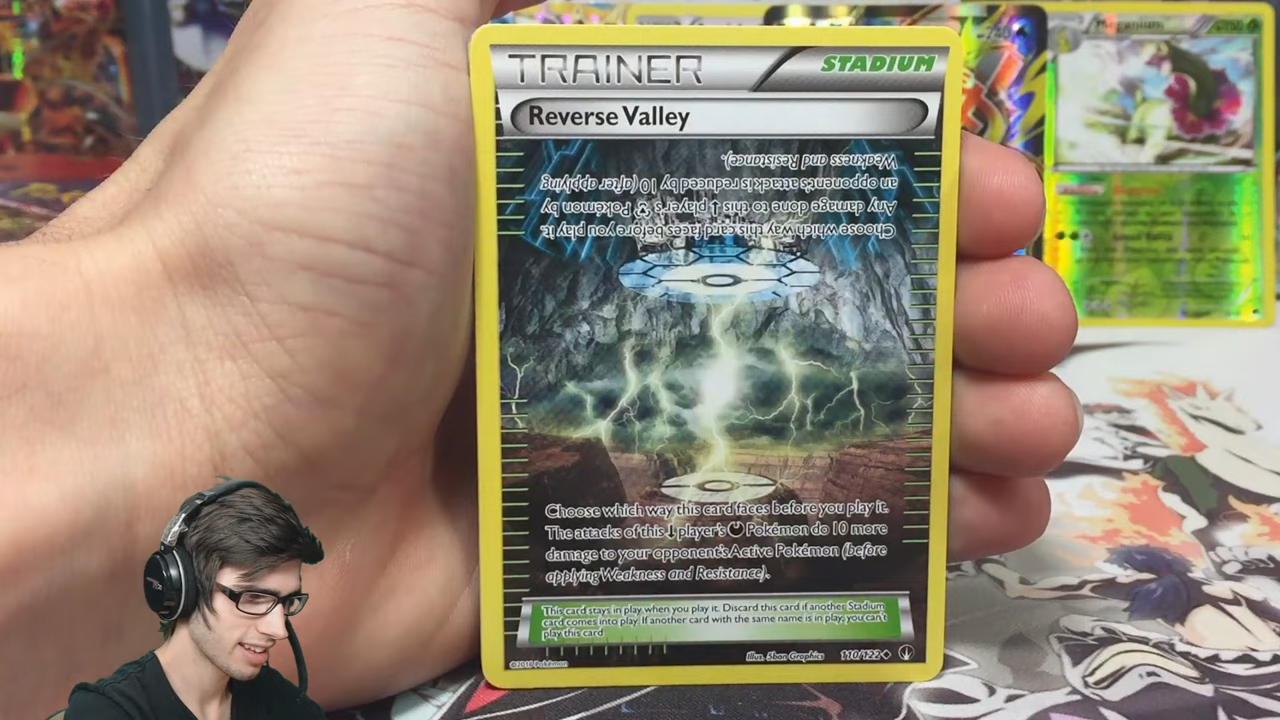 TRAINER
STADIUM
Reverse Valley
Choose which way this card faces before you play it.
Any damage done to this ↓ player's Pokémon by
an opponent's attack is reduced by 10 (after applying
Weakness and Resistance).
Choose which way this card faces before you play it.
The attacks of this ↓ player's Pokémon do 10 more
damage to your opponent's Active Pokémon (before
applying Weakness and Resistance).
This card stays in play when you play it. Discard this card if another Stadium
card comes into play. If another card with the same name is in play, you can't
play this card.
©2016 Pokémon
Illus. 5ban Graphics
110/122
Meganium